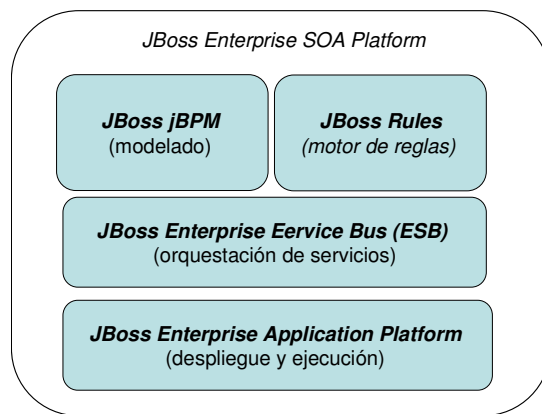 JBoss Enterprise SOA Platform
JBoss jBPM
(modelado)
JBoss Rules
(motor de reglas)
JBoss Enterprise Eervice Bus (ESB)
(orquestación de servicios)
JBoss Enterprise Application Platform
(despliegue y ejecución)